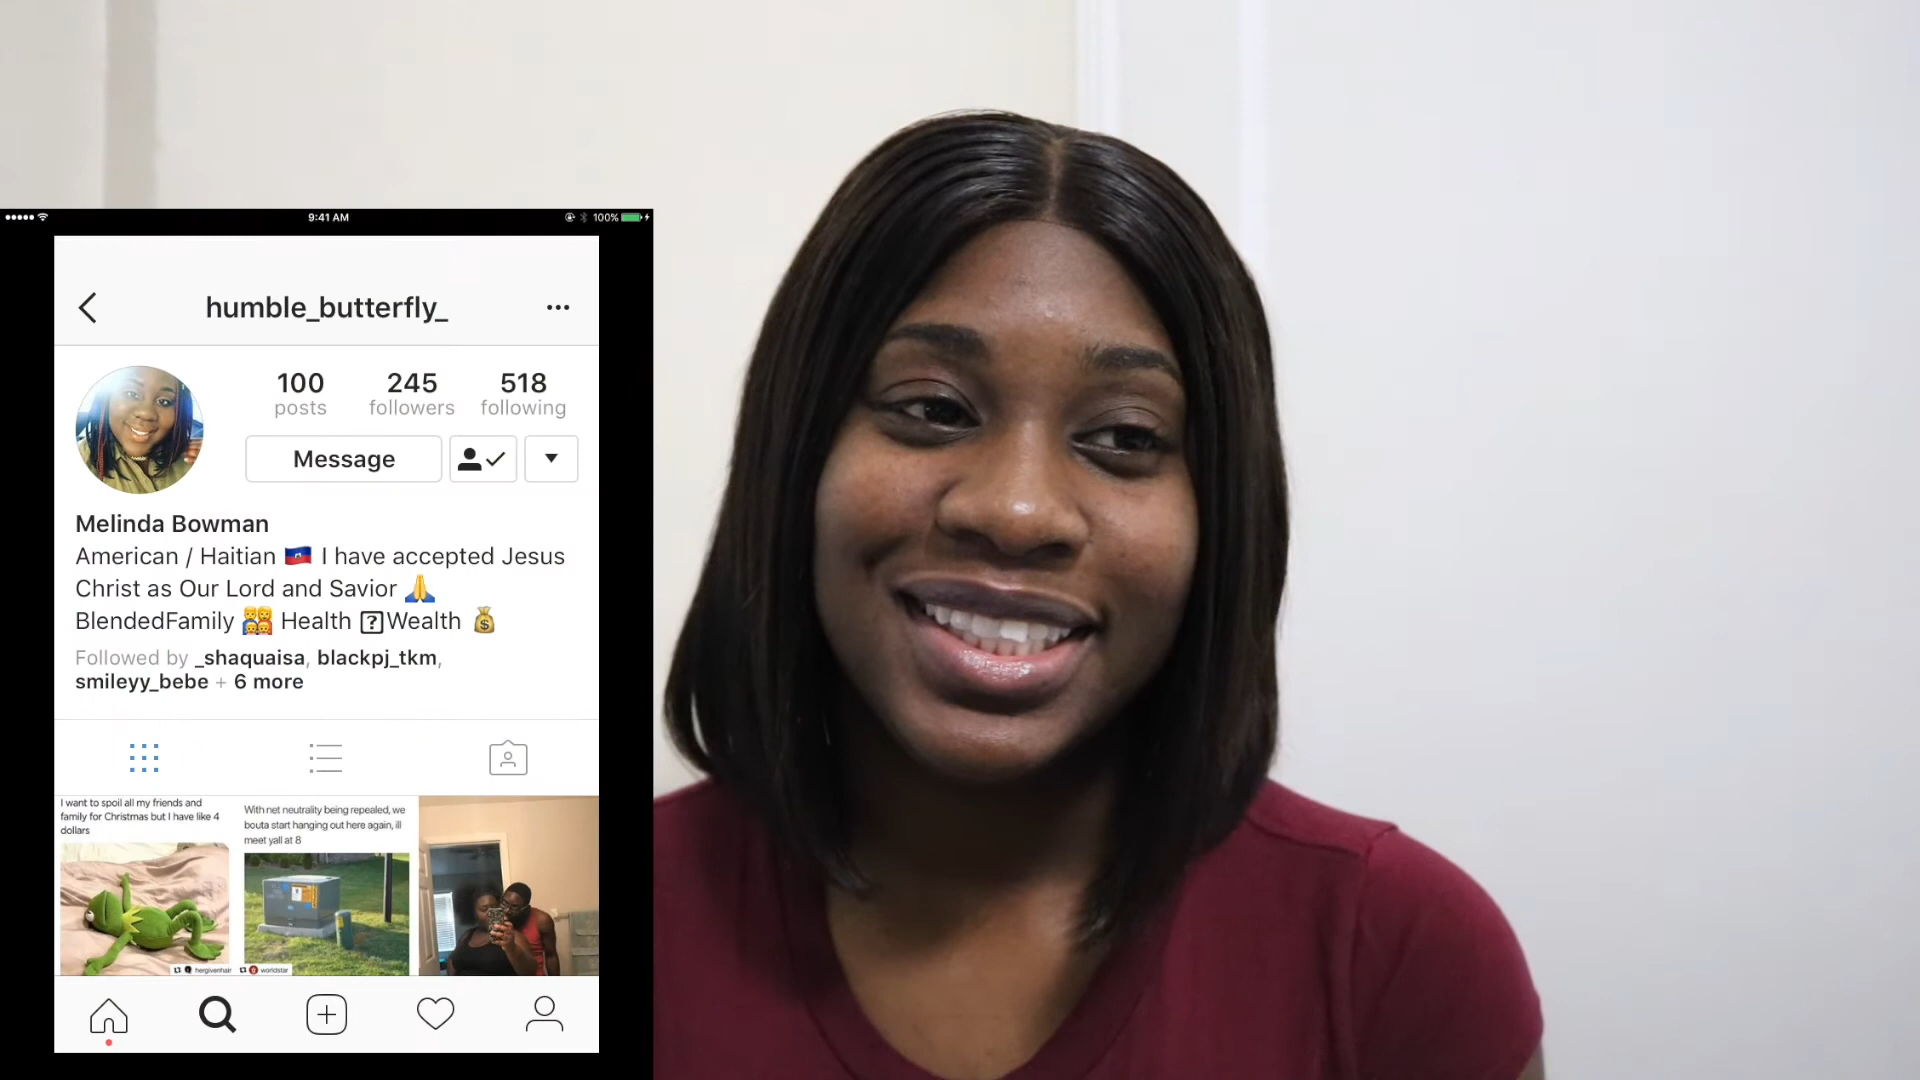 9:41 AM
100%
humble_butterfly_
100 245 518
posts followers following
Message
Melinda Bowman
American / Haitian 🇭🇹 I have accepted Jesus
Christ as Our Lord and Savior 🙏
BlendedFamily 👨‍👩‍👧‍👦 Health ?Wealth 💰
Followed by _shaquaisa, blackpj_tkm,
smileyy_bebe + 6 more
I want to spoil all my friends and
family for Christmas but I have like 4
dollars
hergivenhair
With net neutrality being repealed, we
bouta start hanging out here again, ill
meet yall at 8
worldstar